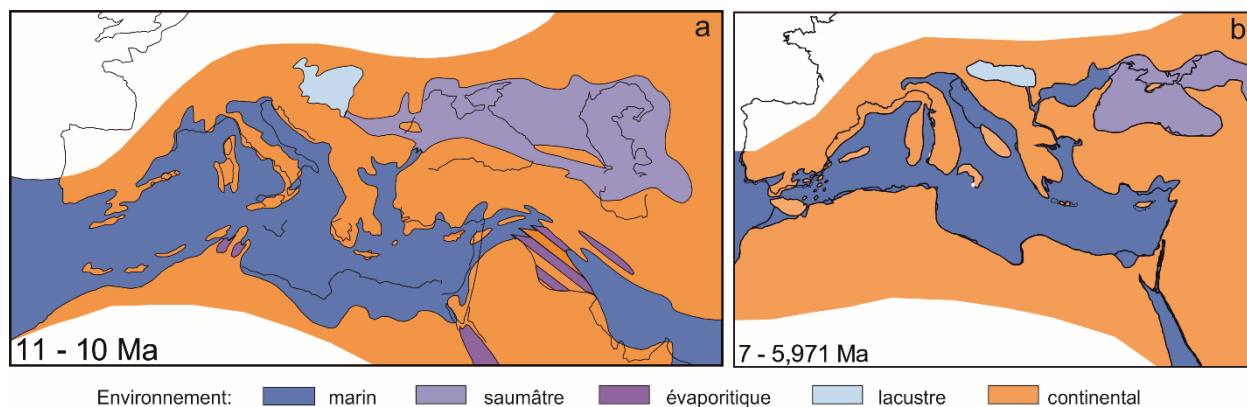 a
b
11 - 10 Ma
7 - 5,971 Ma
Environnement: marin saumâtre évaporitique lacustre continental